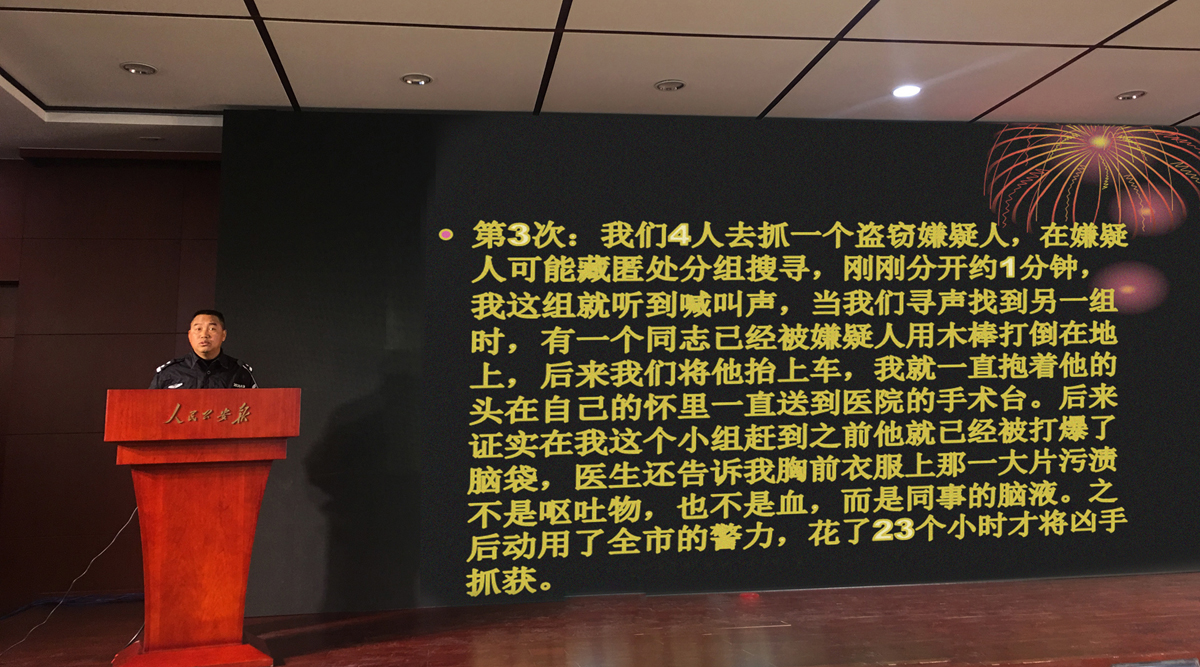 第3次：我们4人去抓一个盗窃嫌疑人，在嫌疑
人可能藏匿处分组搜寻，刚刚分开约1分钟，
我这组就听到喊叫声，当我们寻声找到另一组
时，有一个同志已经被嫌疑人用木棒打倒在地
上，后来我们将他抬上车，我就一直抱着他的
头在自己的怀里一直送到医院的手术台。后来
证实在我这个小组赶到之前他就已经被打爆了
脑袋，医生还告诉我胸前衣服上那一大片污渍
不是呕吐物，也不是血，而是同事的脑液。之
后动用了全市的警力，花了23个小时才将凶手
抓获。
人民公安报